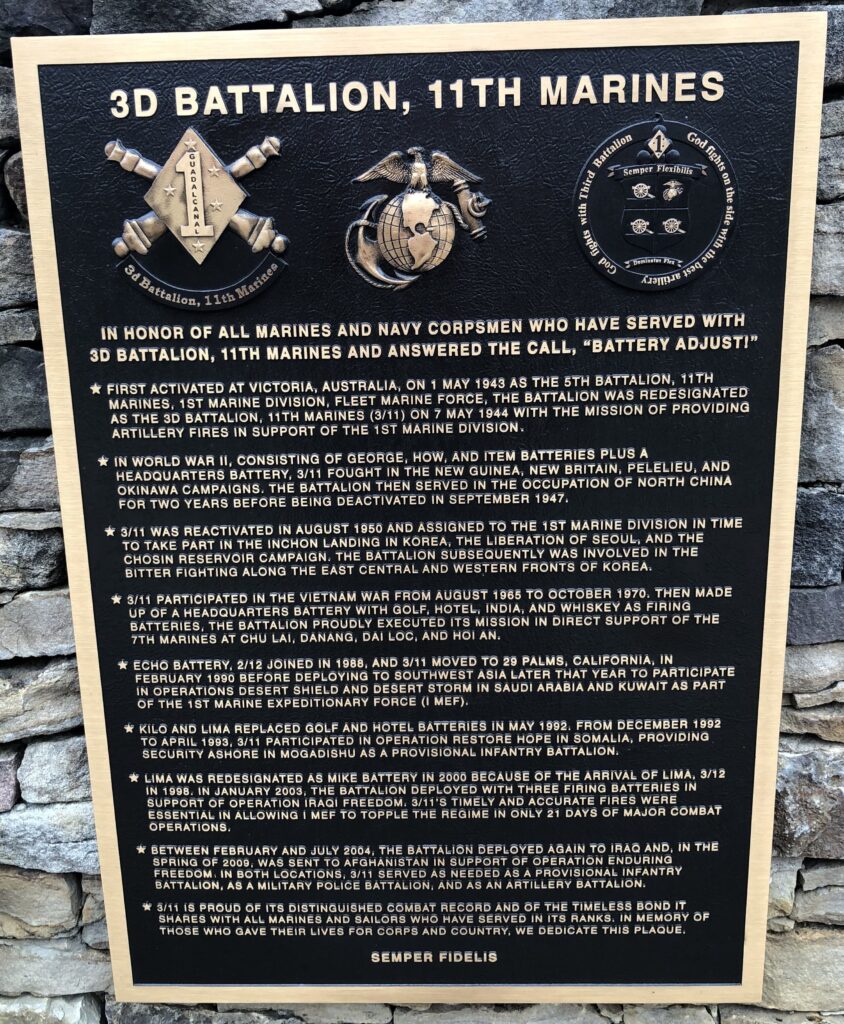 3D BATTALION, 11TH MARINES
GUADALCANAL
1
3d Battalion, 11th Marines
God fights with Third Battalion
God fights on the side with the best artillery
1
Semper Flexibilis
IN HONOR OF ALL MARINES AND NAVY CORPSMEN WHO HAVE SERVED WITH
3D BATTALION, 11TH MARINES AND ANSWERED THE CALL, “BATTERY ADJUST!”
FIRST ACTIVATED AT VICTORIA, AUSTRALIA, ON 1 MAY 1943 AS THE 5TH BATTALION, 11TH
MARINES, 1ST MARINE DIVISION, FLEET MARINE FORCE, THE BATTALION WAS REDESIGNATED
AS THE 3D BATTALION, 11TH MARINES (3/11) ON 7 MAY 1944 WITH THE MISSION OF PROVIDING
ARTILLERY FIRES IN SUPPORT OF THE 1ST MARINE DIVISION.
IN WORLD WAR II, CONSISTING OF GEORGE, HOW, AND ITEM BATTERIES PLUS A
HEADQUARTERS BATTERY, 3/11 FOUGHT IN THE NEW GUINEA, NEW BRITAIN, PELELIEU, AND
OKINAWA CAMPAIGNS. THE BATTALION THEN SERVED IN THE OCCUPATION OF NORTH CHINA
FOR TWO YEARS BEFORE BEING DEACTIVATED IN SEPTEMBER 1947.
3/11 WAS REACTIVATED IN AUGUST 1950 AND ASSIGNED TO THE 1ST MARINE DIVISION IN TIME
TO TAKE PART IN THE INCHON LANDING IN KOREA, THE LIBERATION OF SEOUL, AND THE
CHOSIN RESERVOIR CAMPAIGN. THE BATTALION SUBSEQUENTLY WAS INVOLVED IN THE
BITTER FIGHTING ALONG THE EAST CENTRAL AND WESTERN FRONTS OF KOREA.
3/11 PARTICIPATED IN THE VIETNAM WAR FROM AUGUST 1965 TO OCTOBER 1970. THEN MADE
UP OF A HEADQUARTERS BATTERY WITH GOLF, HOTEL, INDIA, AND WHISKEY AS FIRING
BATTERIES, THE BATTALION PROUDLY EXECUTED ITS MISSION IN DIRECT SUPPORT OF THE
7TH MARINES AT CHU LAI, DANANG, DAI LOC, AND HOI AN.
ECHO BATTERY, 2/12 JOINED IN 1988, AND 3/11 MOVED TO 29 PALMS, CALIFORNIA, IN
FEBRUARY 1990 BEFORE DEPLOYING TO SOUTHWEST ASIA LATER THAT YEAR TO PARTICIPATE
IN OPERATIONS DESERT SHIELD AND DESERT STORM IN SAUDI ARABIA AND KUWAIT AS PART
OF THE 1ST MARINE EXPEDITIONARY FORCE (I MEF).
KILO AND LIMA REPLACED GOLF AND HOTEL BATTERIES IN MAY 1992. FROM DECEMBER 1992
TO APRIL 1993, 3/11 PARTICIPATED IN OPERATION RESTORE HOPE IN SOMALIA, PROVIDING
SECURITY ASHORE IN MOGADISHU AS A PROVISIONAL INFANTRY BATTALION.
LIMA WAS REDESIGNATED AS MIKE BATTERY IN 2000 BECAUSE OF THE ARRIVAL OF LIMA, 3/12
IN 1998. IN JANUARY 2003, THE BATTALION DEPLOYED WITH THREE FIRING BATTERIES IN
SUPPORT OF OPERATION IRAQI FREEDOM. 3/11'S TIMELY AND ACCURATE FIRES WERE
ESSENTIAL IN ALLOWING I MEF TO TOPPLE THE REGIME IN ONLY 21 DAYS OF MAJOR COMBAT
OPERATIONS.
BETWEEN FEBRUARY AND JULY 2004, THE BATTALION DEPLOYED AGAIN TO IRAQ AND, IN THE
SPRING OF 2009, WAS SENT TO AFGHANISTAN IN SUPPORT OF OPERATION ENDURING
FREEDOM. IN BOTH LOCATIONS, 3/11 SERVED AS NEEDED AS A PROVISIONAL INFANTRY
BATTALION, AS A MILITARY POLICE BATTALION, AND AS AN ARTILLERY BATTALION.
3/11 IS PROUD OF ITS DISTINGUISHED COMBAT RECORD AND OF THE TIMELESS BOND IT
SHARES WITH ALL MARINES AND SAILORS WHO HAVE SERVED IN ITS RANKS. IN MEMORY OF
THOSE WHO GAVE THEIR LIVES FOR CORPS AND COUNTRY, WE DEDICATE THIS PLAQUE.
SEMPER FIDELIS